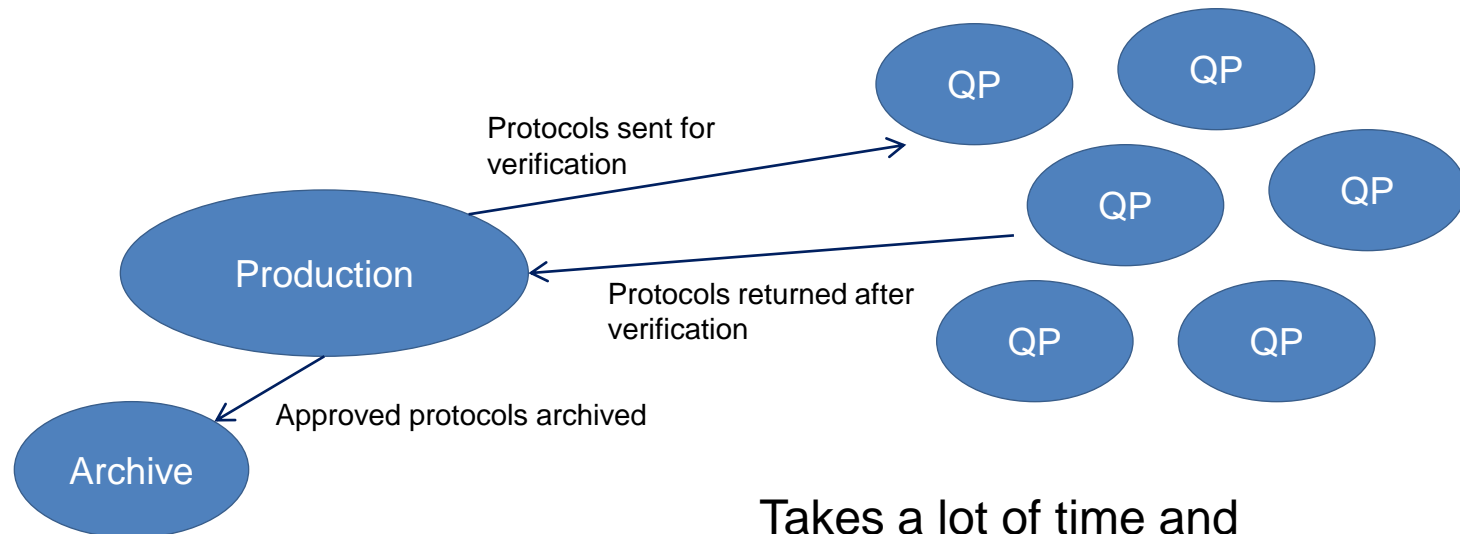 QP
QP
Protocols sent for
verification
QP
QP
Production
Protocols returned after
verification
QP
QP
Approved protocols archived
Archive
Takes a lot of time and